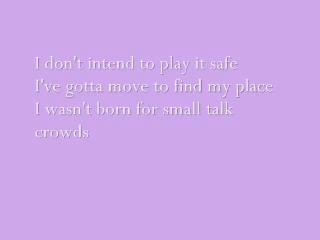 I don't intend to play it safe
I've gotta move to find my place
I wasn't born for small talk
crowds